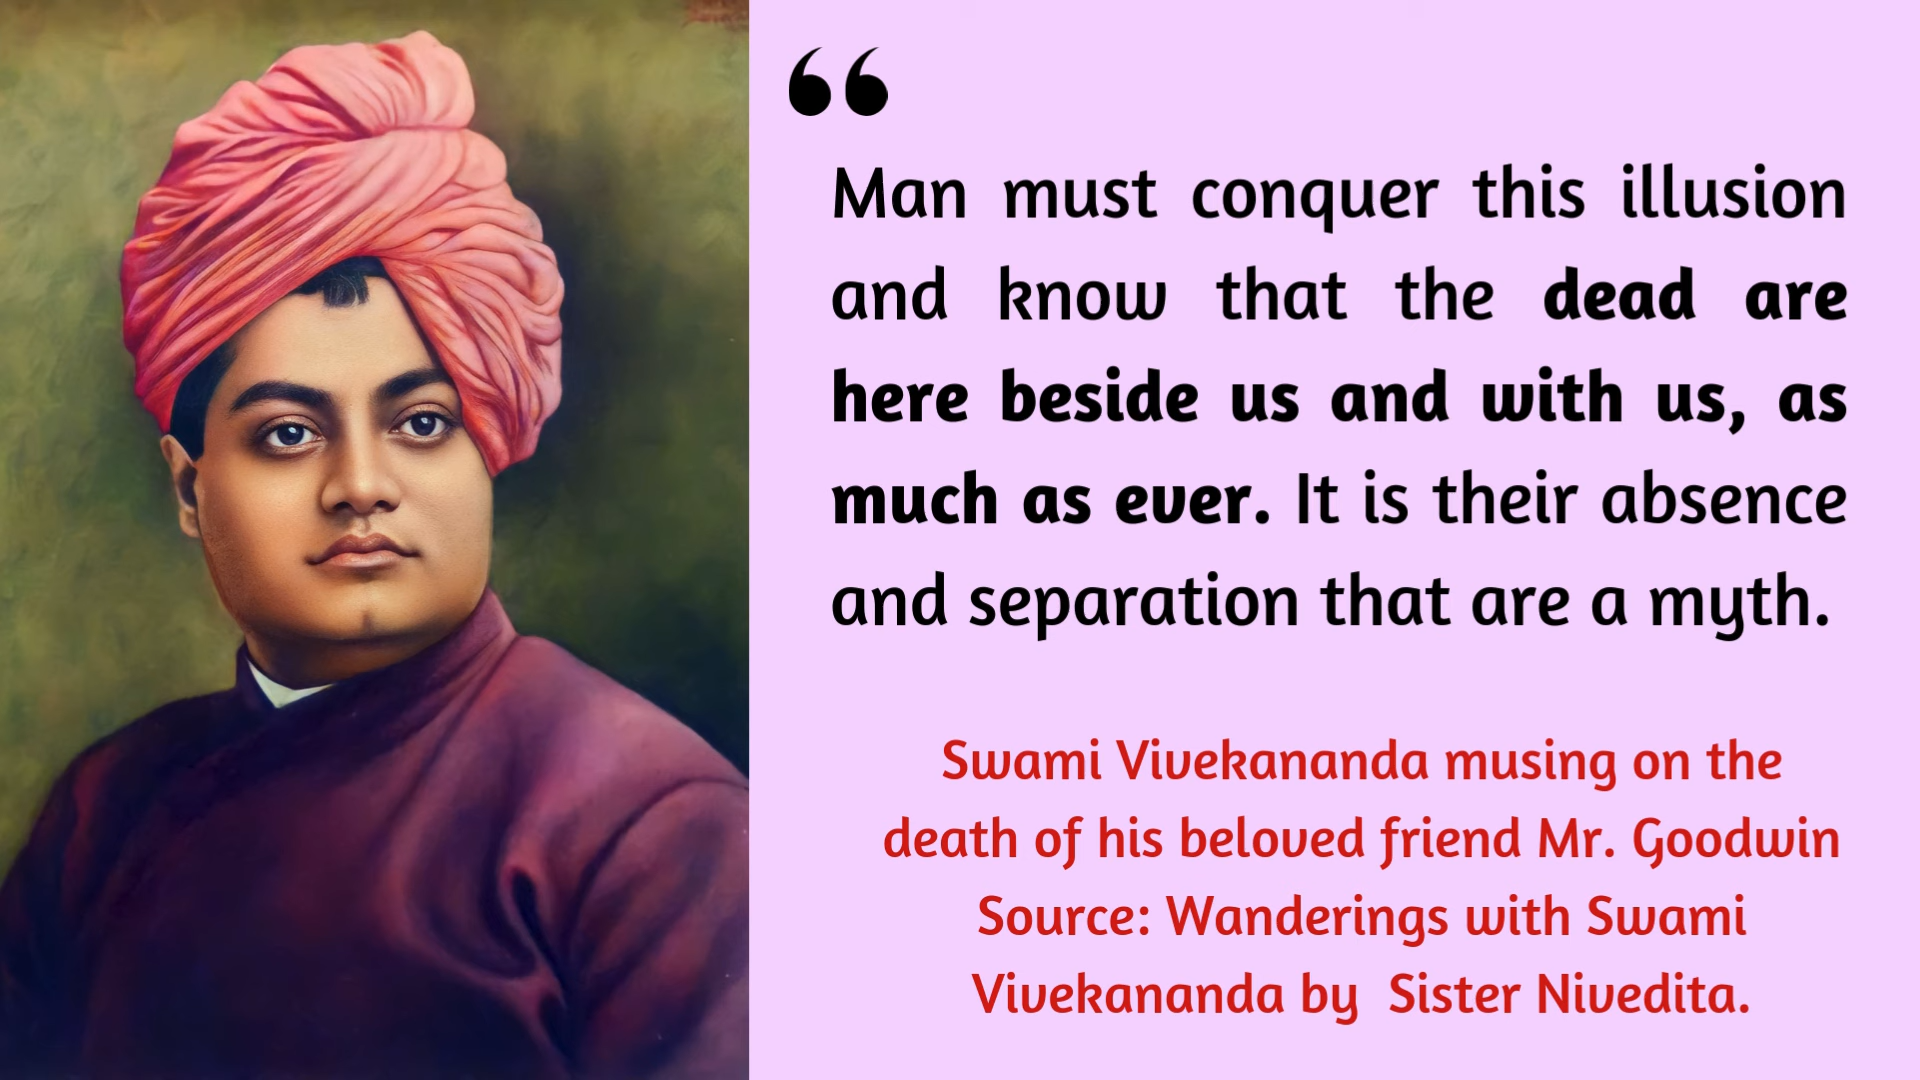 “
Man must conquer this illusion
and know that the dead are
here beside us and with us, as
much as ever. It is their absence
and separation that are a myth.
Swami Vivekananda musing on the
death of his beloved friend Mr. Goodwin
Source: Wanderings with Swami
Vivekananda by Sister Nivedita.